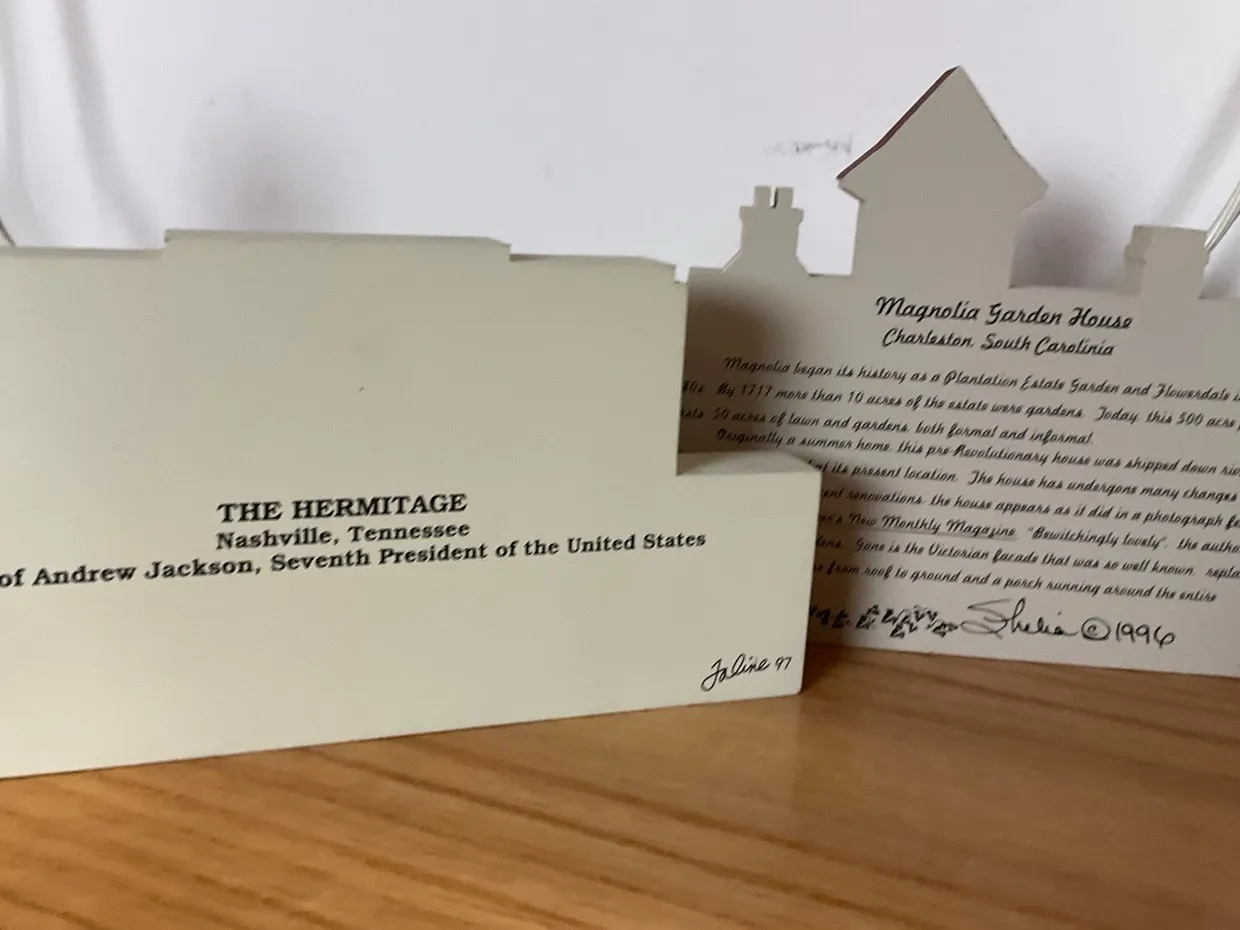 THE HERMITAGE
Nashville, Tennessee
of Andrew Jackson, Seventh President of the United States
Jaline 97
Magnolia Garden House
Charleston, South Carolinia
Magnolia began its history as a Plantation Estate Garden and Flowerdale
By 1717 more than 10 acres of the estate were gardens. Today, this 500 acre
50 acres of lawn and gardens, both formal and informal.
Originally a summer home, this pre-Revolutionary house was shipped down
its present location. The house has undergone many changes
renovations, the house appears as it did in a photograph
New Monthly Magazine. "Bewitchingly lovely", the
Gone is the Victorian facade that was so well known,
from roof to ground and a porch running around the entire
Shelia ©1996